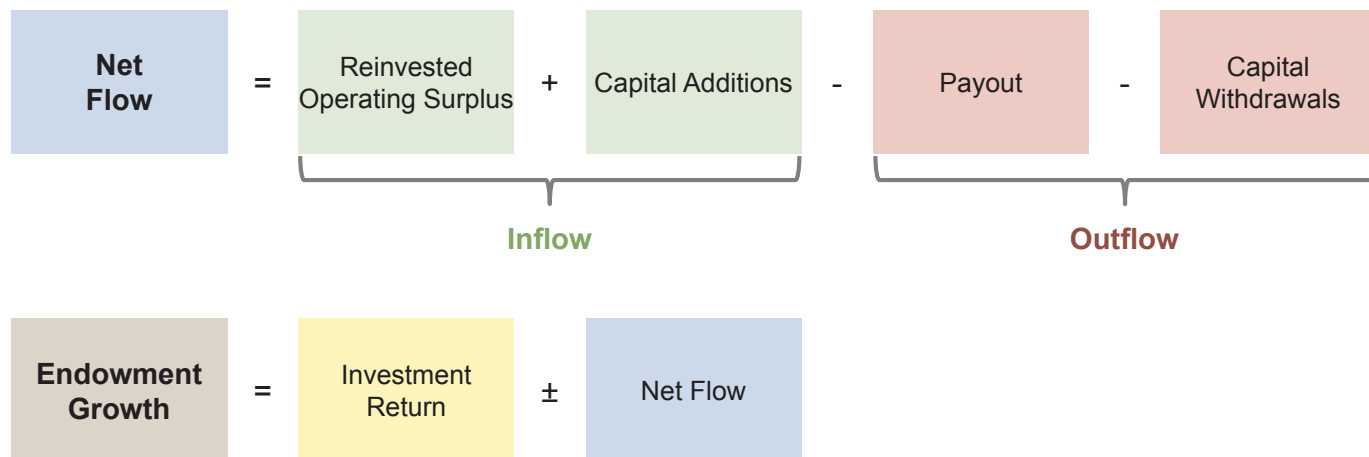 Net
Flow
=
Reinvested
Operating Surplus
+
Capital Additions
-
Payout
-
Capital
Withdrawals
Inflow
Outflow
Endowment
Growth
=
Investment
Return
±
Net Flow